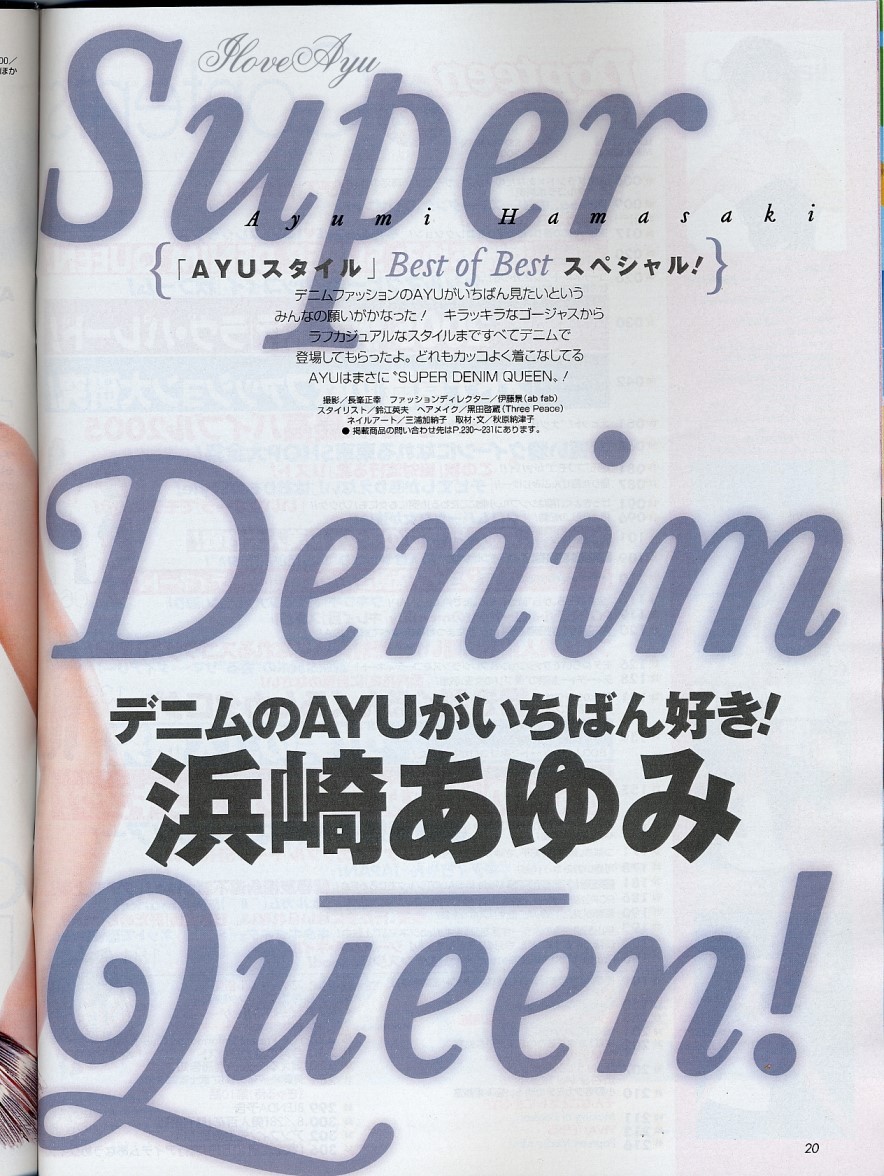 00/
ほか
I love Ayu
Super
Ayumi Hamasaki
{「AYUスタイル」Best of Best スペシャル!}
デニムファッションのAYUがいちばん見たいという
みんなの願いがかなった! キラッキラなゴージャスから
ラフカジュアルなスタイルまですべてデニムで
登場してもらったよ。どれもカッコよく着こなしてる
AYUはまさに〝SUPER DENIM QUEEN〟!
撮影/長峯正幸 ファッションディレクター/伊藤景(ab fab)
スタイリスト/鈴江英夫 ヘアメイク/黒田啓蔵(Three Peace)
ネイルアート/三浦加納子 取材・文/秋原納津子
●掲載商品の問い合わせ先はP.230〜231にあります。
Denim
デニムのAYUがいちばん好き!
浜崎あゆみ
Queen!
20